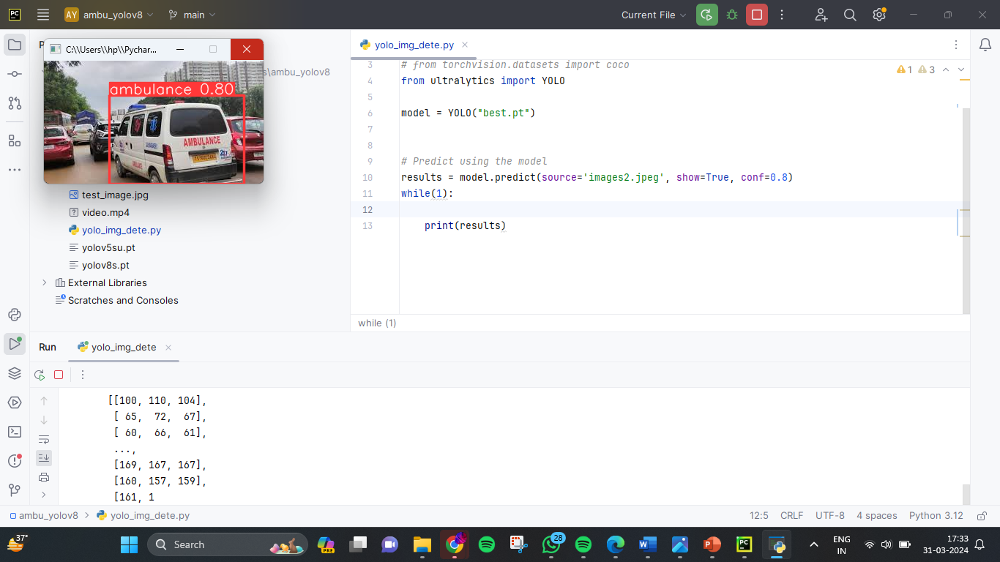 PC
AY ambu_yolov8
main
Current File
C:\\Users\\hp\\Pychar...
s\ambu_yolov8
ambulance 0.80
AMBULANCE
test_image.jpg
video.mp4
yolo_img_dete.py
yolov5su.pt
yolov8s.pt
External Libraries
Scratches and Consoles
yolo_img_dete.py
1 3
3 # from torchvision.datasets import coco
4 from ultralytics import YOLO
5
6 model = YOLO("best.pt")
7
8
9 # Predict using the model
10 results = model.predict(source='images2.jpeg', show=True, conf=0.8)
11 while(1):
12
13 print(results)
while (1)
Run yolo_img_dete
[[100, 110, 104],
[ 65, 72, 67],
[ 60, 66, 61],
...,
[169, 167, 167],
[160, 157, 159],
[161, 1
ambu_yolov8 > yolo_img_dete.py
12:5 CRLF UTF-8 4 spaces Python 3.12
37°
Search
PRE
28
ENG
IN
17:33
31-03-2024